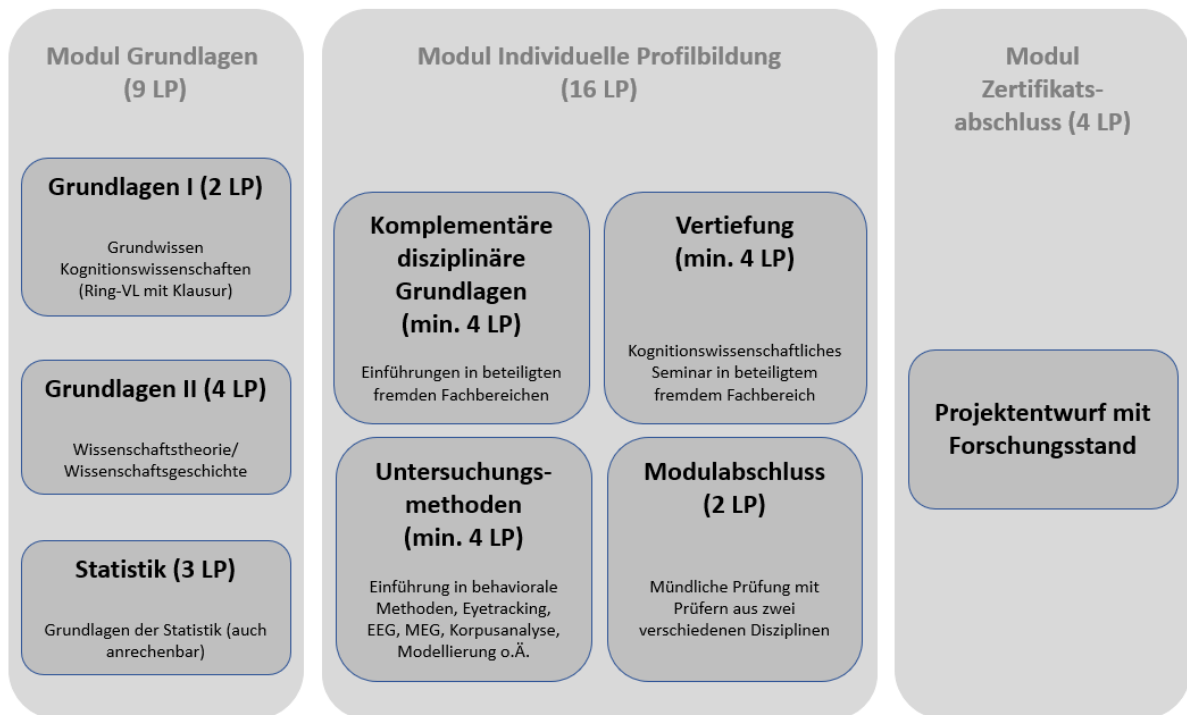 Modul Grundlagen
(9 LP)
Grundlagen I (2 LP)
Grundwissen
Kognitionswissenschaften
(Ring-VL mit Klausur)
Grundlagen II (4 LP)
Wissenschaftstheorie/
Wissenschaftsgeschichte
Statistik (3 LP)
Grundlagen der Statistik (auch
anrechenbar)
Modul Individuelle Profilbildung
(16 LP)
Komplementäre
disziplinäre
Grundlagen
(min. 4 LP)
Einführungen in beteiligten
fremden Fachbereichen
Vertiefung
(min. 4 LP)
Kognitionswissenschaftliches
Seminar in beteiligtem
fremdem Fachbereich
Untersuchungs-
methoden
(min. 4 LP)
Einführung in behaviorale
Methoden, Eyetracking,
EEG, MEG, Korpusanalyse,
Modellierung o.Ä.
Modulabschluss
(2 LP)
Mündliche Prüfung mit
Prüfern aus zwei
verschiedenen Disziplinen
Modul
Zertifikats-
abschluss (4 LP)
Projektentwurf mit
Forschungsstand